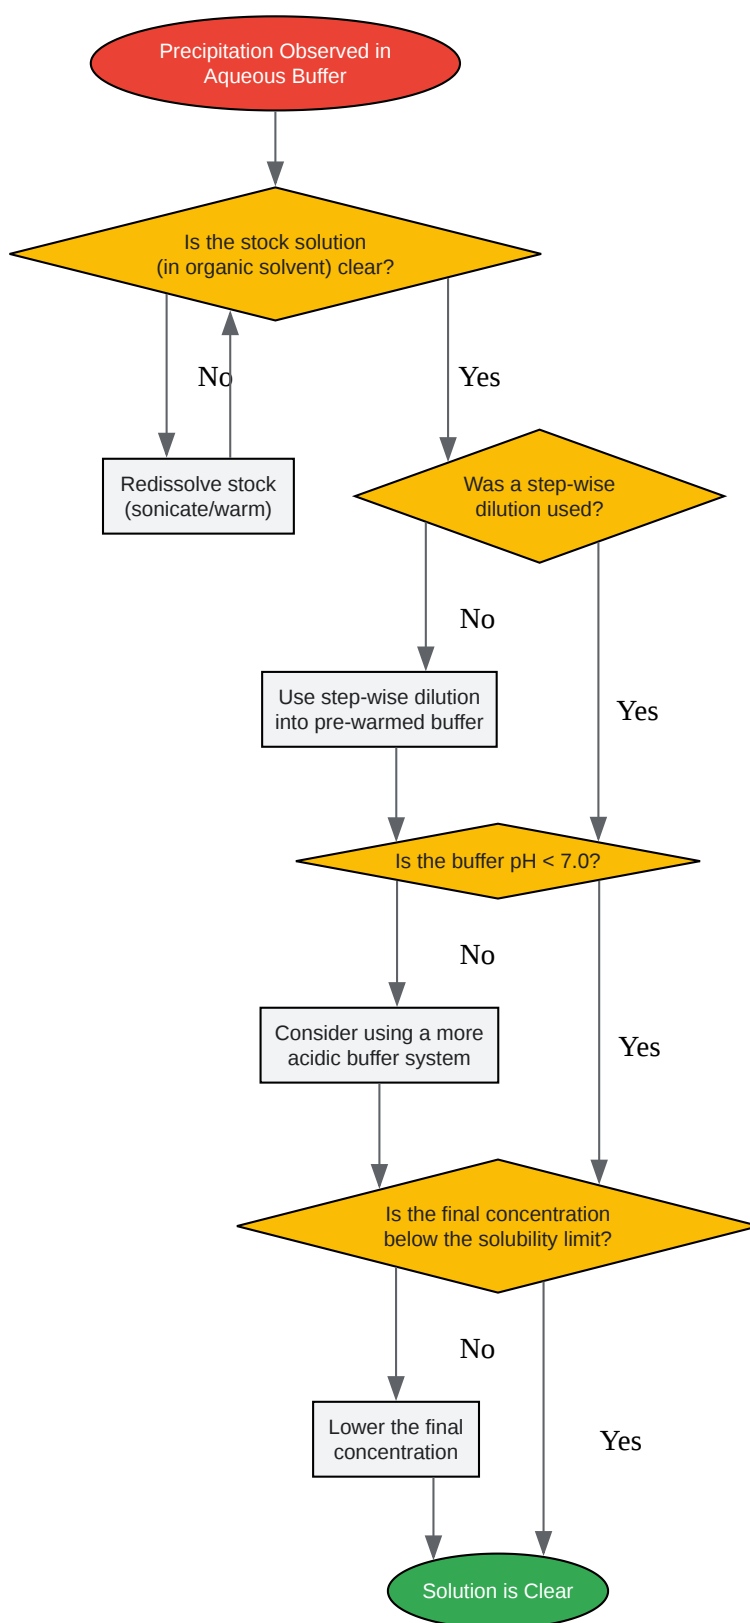 Precipitation Observed in
Aqueous Buffer
Is the stock solution
(in organic solvent) clear?
No
Yes
Redissolve stock
(sonicate/warm)
Was a step-wise
dilution used?
No
Use step-wise dilution
into pre-warmed buffer
Yes
Is the buffer pH < 7.0?
No
Consider using a more
acidic buffer system
Yes
Is the final concentration
below the solubility limit?
No
Lower the final
concentration
Yes
Solution is Clear